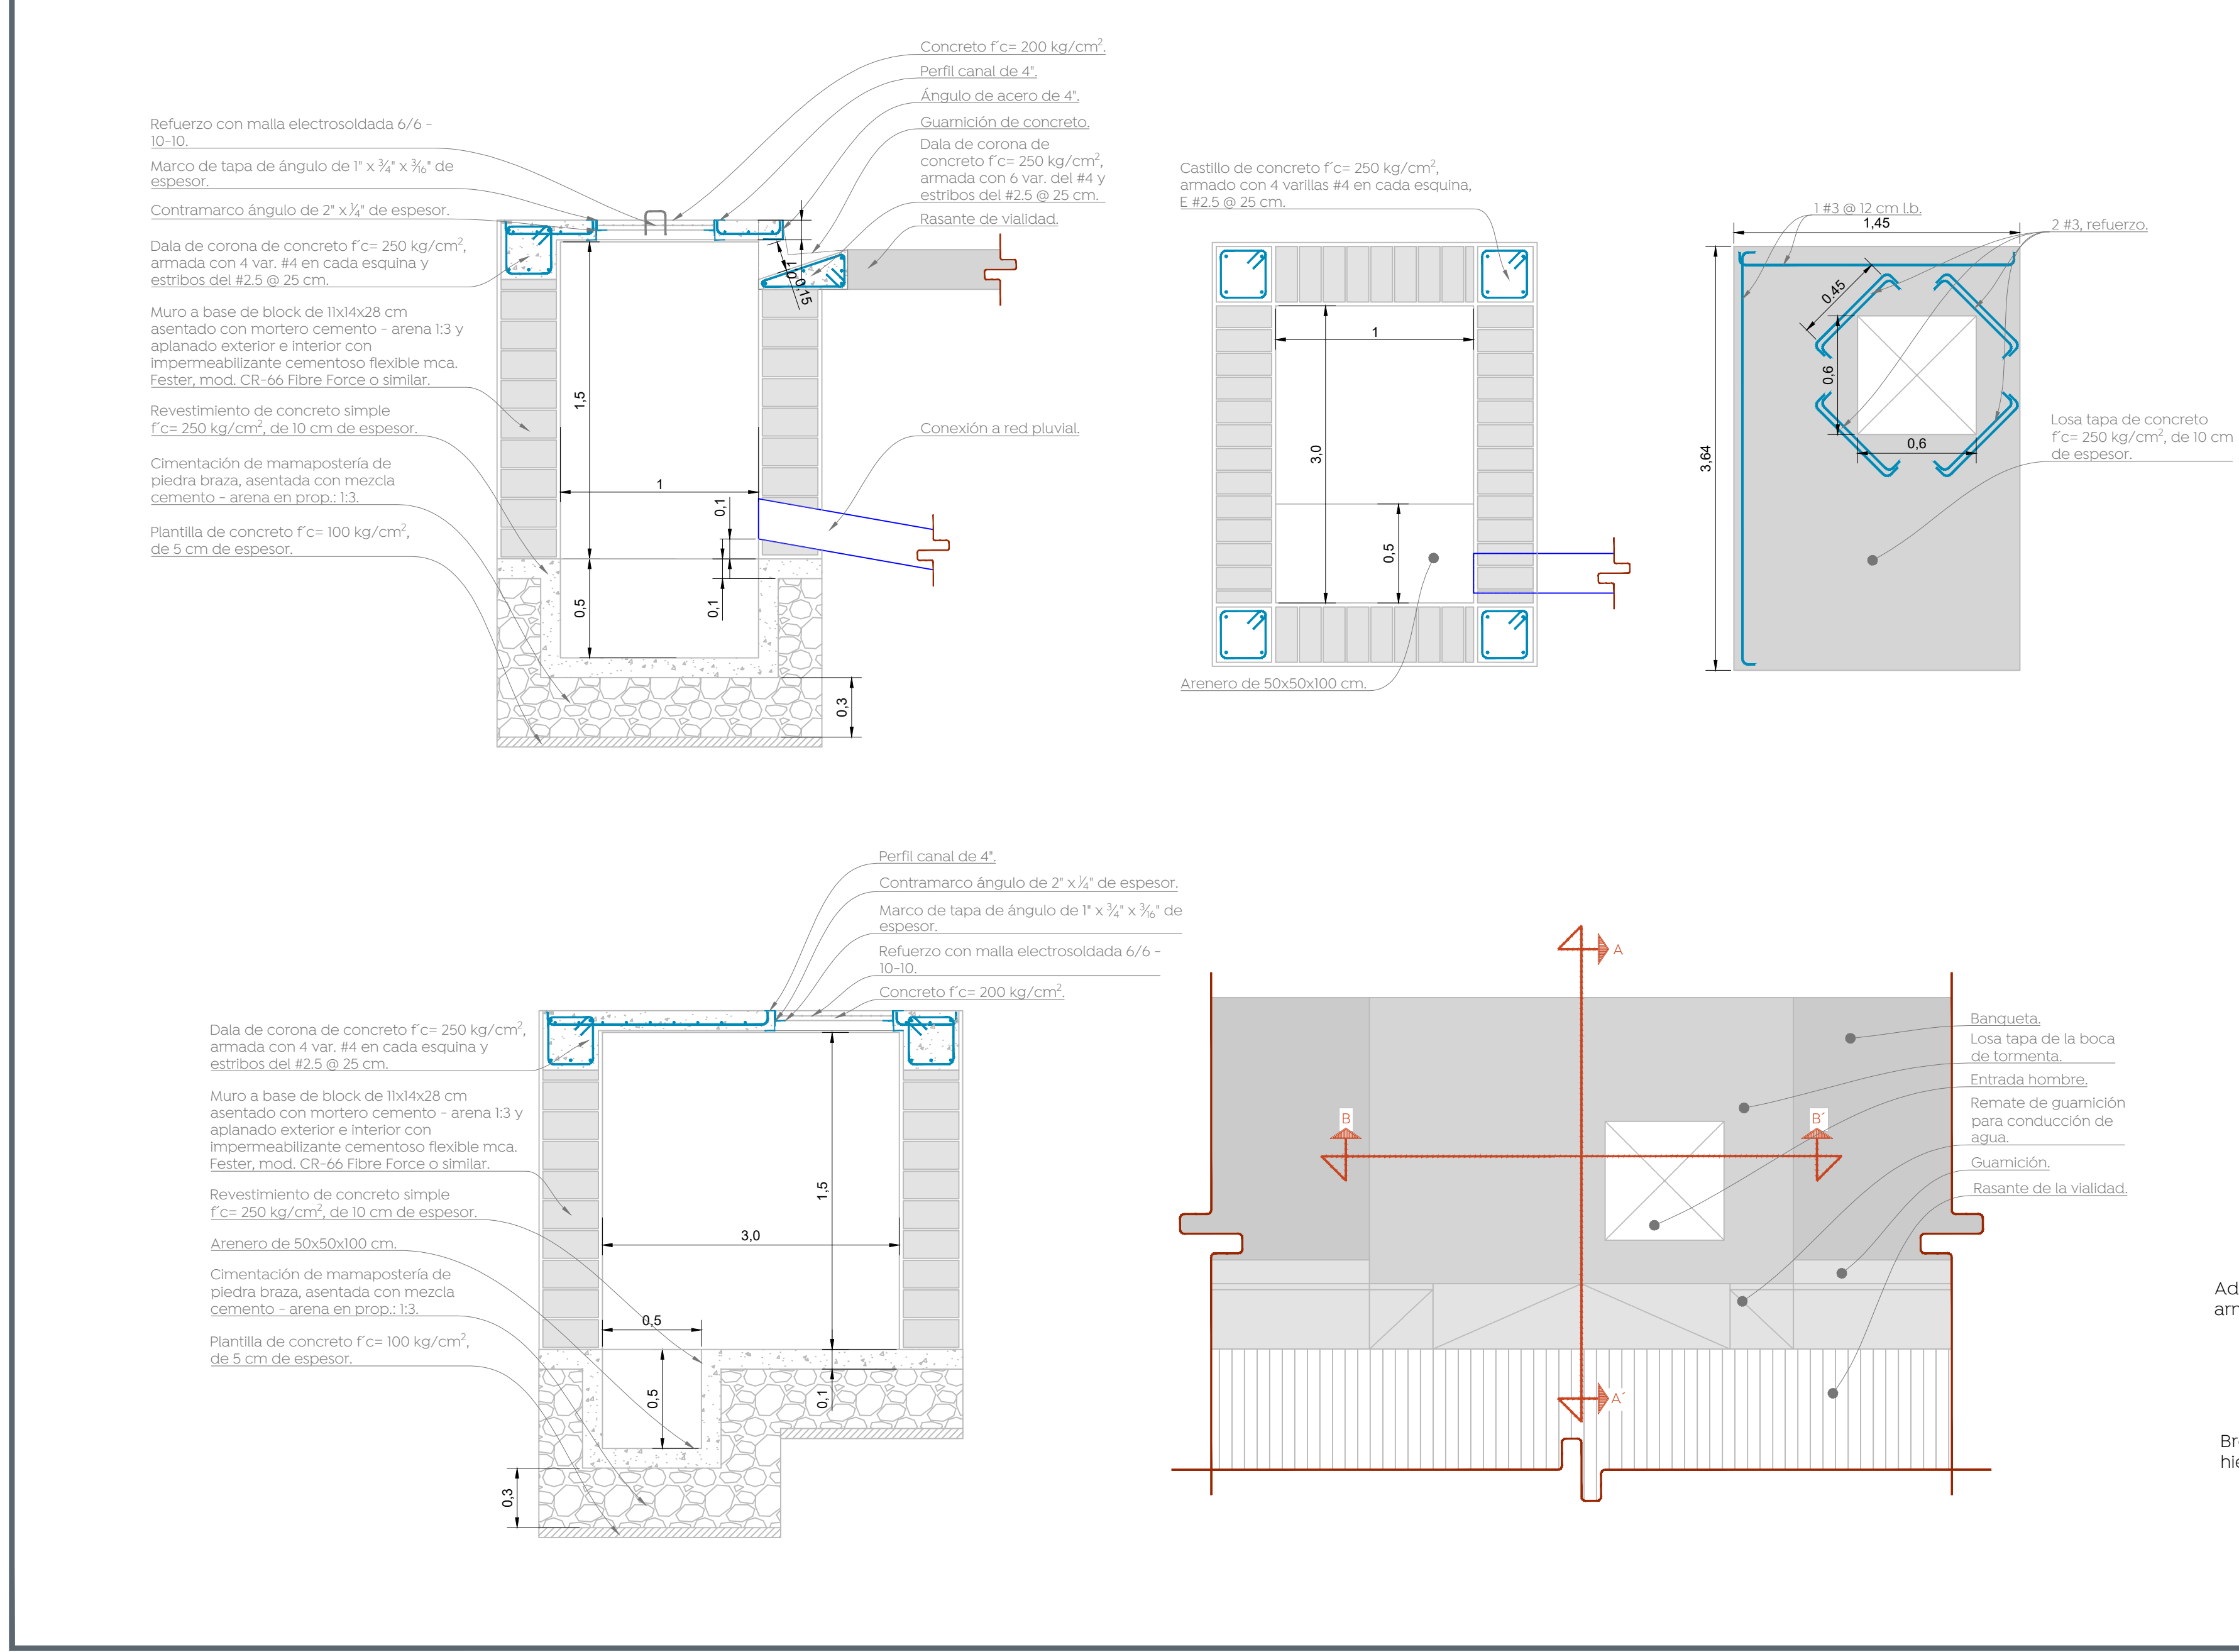 Concreto f´c= 200 kg/cm².
Perfil canal de 4".
Ángulo de acero de 4".
Guarnición de concreto.
Dala de corona de
concreto f´c= 250 kg/cm²,
armada con 6 var. del #4 y
estribos del #2.5 @ 25 cm.
Rasante de vialidad.
Conexión a red pluvial.
Refuerzo con malla electrosoldada 6/6 -
10-10.
Marco de tapa de ángulo de 1" x ¾" x ³⁄₁₆" de
espesor.
Contramarco ángulo de 2" x ¼" de espesor.
Dala de corona de concreto f´c= 250 kg/cm²,
armada con 4 var. #4 en cada esquina y
estribos del #2.5 @ 25 cm.
Muro a base de block de 11x14x28 cm
asentado con mortero cemento - arena 1:3 y
aplanado exterior e interior con
impermeabilizante cementoso flexible mca.
Fester, mod. CR-66 Fibre Force o similar.
Revestimiento de concreto simple
f´c= 250 kg/cm², de 10 cm de espesor.
Cimentación de mamapostería de
piedra braza, asentada con mezcla
cemento - arena en prop.: 1:3.
Plantilla de concreto f´c= 100 kg/cm²,
de 5 cm de espesor.
0,1
0,15
1,5
1
0,1
0,1
0,5
0,3
Castillo de concreto f´c= 250 kg/cm²,
armado con 4 varillas #4 en cada esquina,
E #2.5 @ 25 cm.
1
3,0
0,5
Arenero de 50x50x100 cm.
1 #3 @ 12 cm l.b.
1,45
2 #3, refuerzo.
0.45
0,6
0,6
3,64
Losa tapa de concreto
f´c= 250 kg/cm², de 10 cm
de espesor.
Perfil canal de 4".
Contramarco ángulo de 2" x ¼" de espesor.
Marco de tapa de ángulo de 1" x ¾" x ³⁄₁₆" de
espesor.
Refuerzo con malla electrosoldada 6/6 -
10-10.
Concreto f´c= 200 kg/cm².
Dala de corona de concreto f´c= 250 kg/cm²,
armada con 4 var. #4 en cada esquina y
estribos del #2.5 @ 25 cm.
Muro a base de block de 11x14x28 cm
asentado con mortero cemento - arena 1:3 y
aplanado exterior e interior con
impermeabilizante cementoso flexible mca.
Fester, mod. CR-66 Fibre Force o similar.
Revestimiento de concreto simple
f´c= 250 kg/cm², de 10 cm de espesor.
Arenero de 50x50x100 cm.
Cimentación de mamapostería de
piedra braza, asentada con mezcla
cemento - arena en prop.: 1:3.
Plantilla de concreto f´c= 100 kg/cm²,
de 5 cm de espesor.
1,5
3,0
0,5
0,5
0,1
0,3
A
B
B´
A´
Banqueta.
Losa tapa de la boca
de tormenta.
Entrada hombre.
Remate de guarnición
para conducción de
agua.
Guarnición.
Rasante de la vialidad.